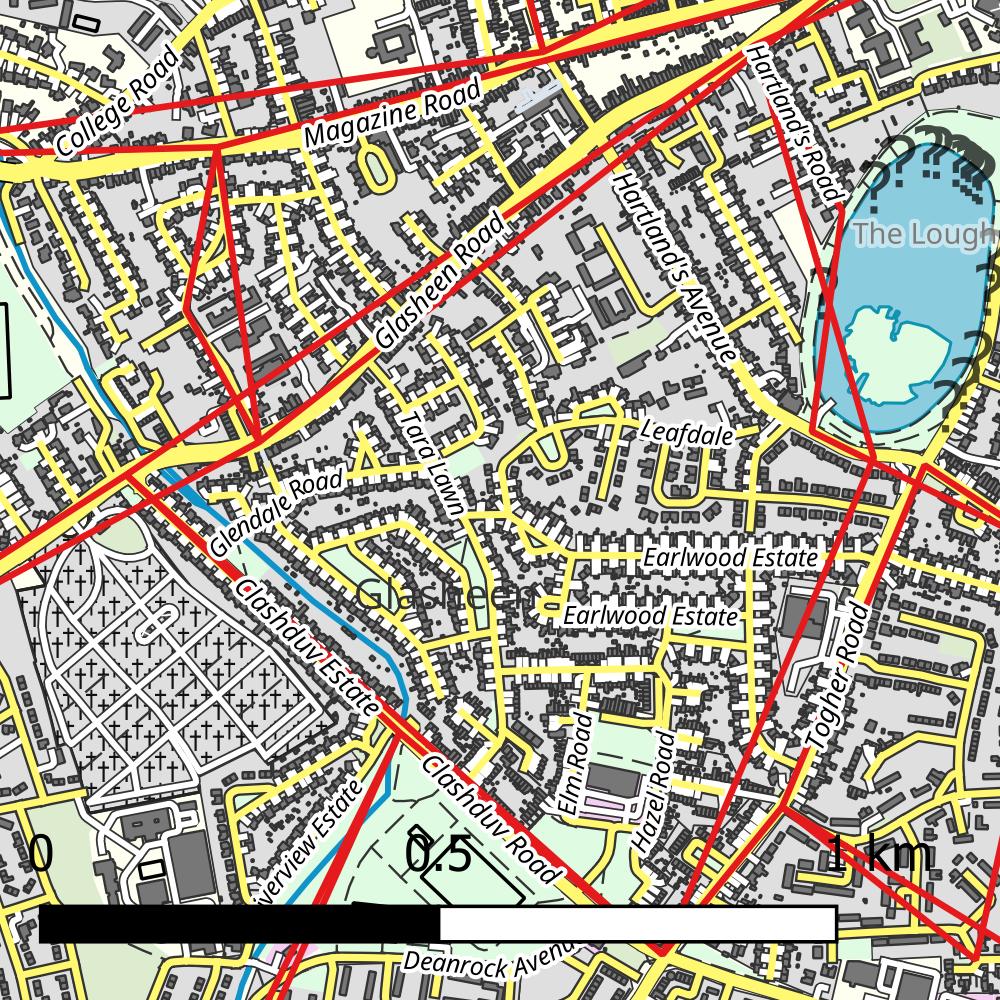 College Road
Magazine Road
Hartland's Road
The Lough
Glasheen Road
Hartland's Avenue
Leafdale
Tara Lawn
Glendale Road
Earlwood Estate
Glasheen
Earlwood Estate
Clashduv Estate
Togher Road
Elm Road
Hazel Road
Clashduv Road
iverview Estate
0 0.5 1 km
Deanrock Avenu
????
??